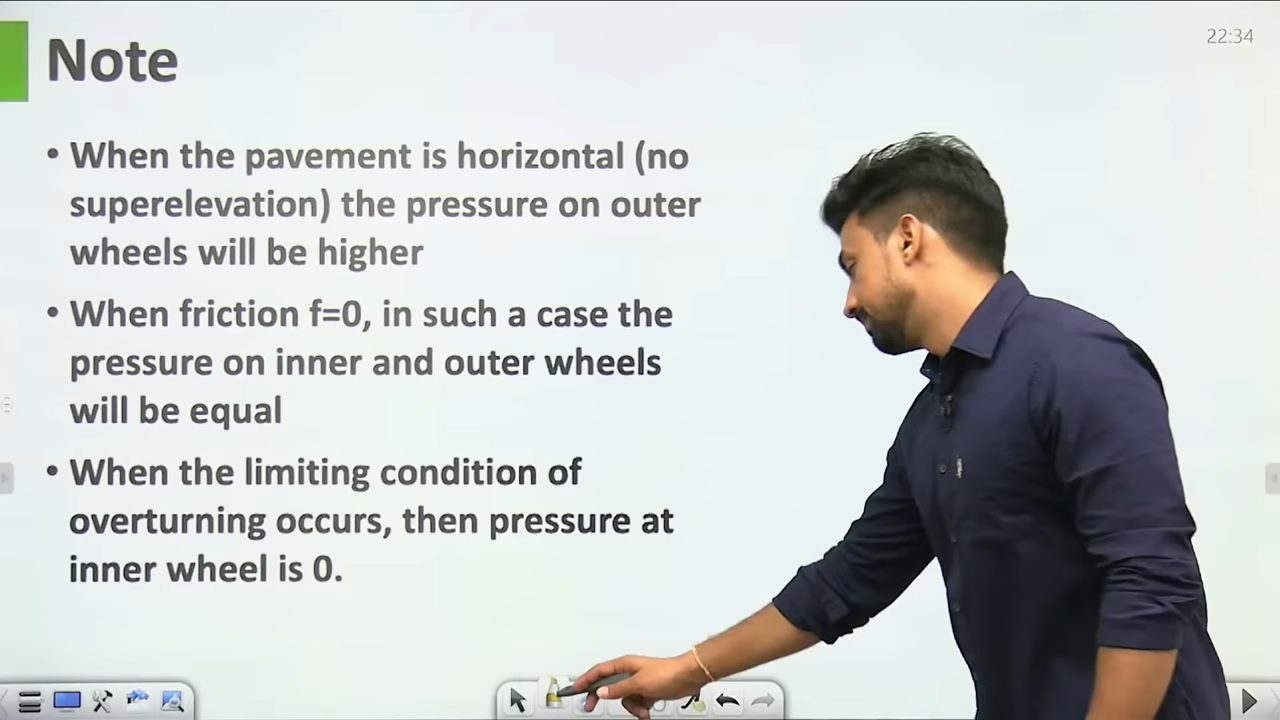 Note
22:34
• When the pavement is horizontal (no
superelevation) the pressure on outer
wheels will be higher
• When friction f=0, in such a case the
pressure on inner and outer wheels
will be equal
• When the limiting condition of
overturning occurs, then pressure at
inner wheel is 0.